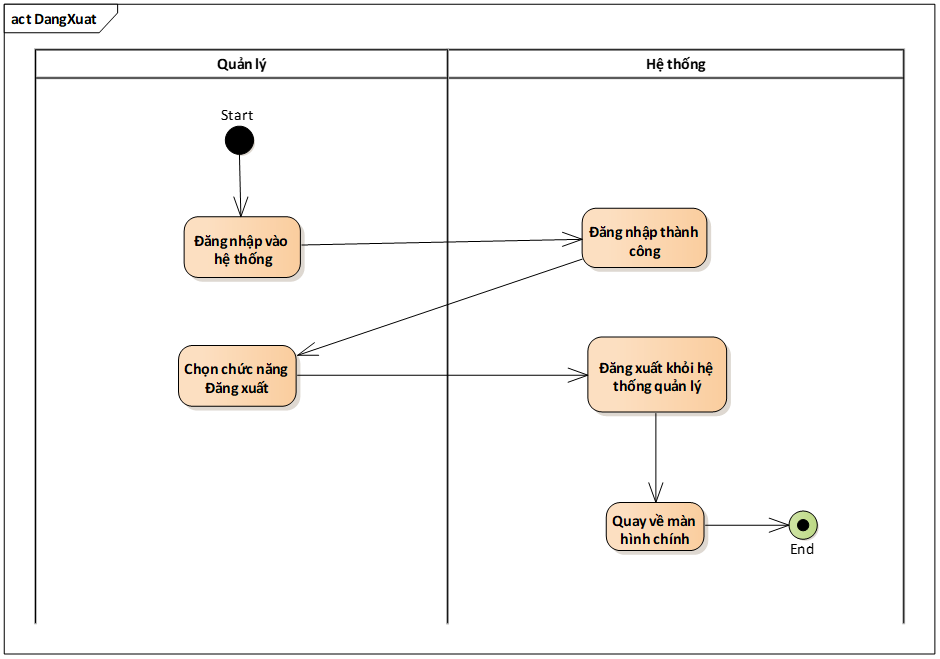 act DangXuat
Quản lý
Hệ thống
Start
Đăng nhập vào
hệ thống
Đăng nhập thành
công
Chọn chức năng
Đăng xuất
Đăng xuất khỏi hệ
thống quản lý
Quay về màn
hình chính
End